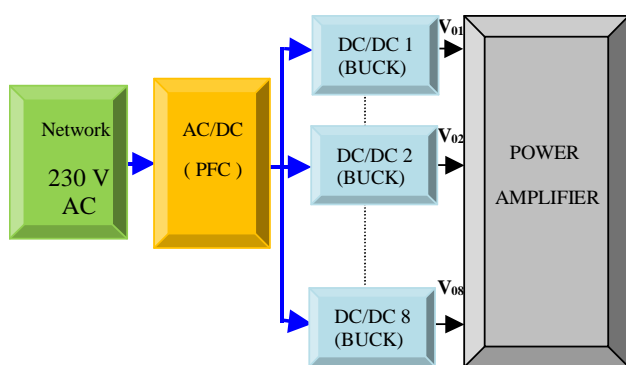 Network
230 V
AC
AC/DC
( PFC )
DC/DC 1
(BUCK)
V01
DC/DC 2
(BUCK)
V02
DC/DC 8
(BUCK)
V08
POWER
AMPLIFIER